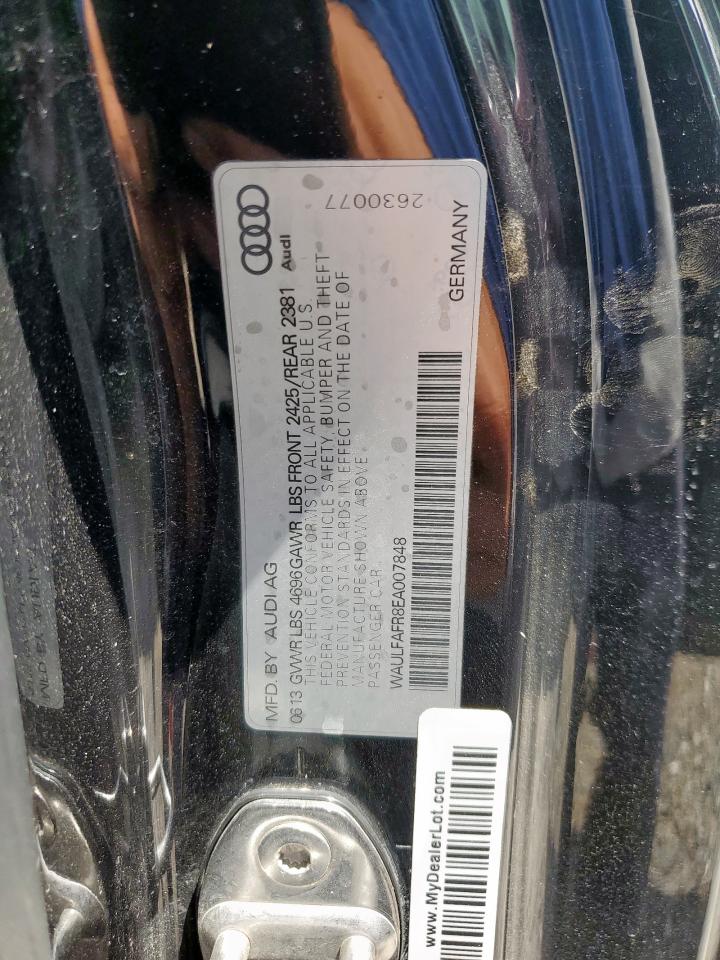 MFD. BY AUDI AG
Audi
06 13 GVWR LBS 4696 GAWR LBS FRONT 2425/REAR 2381
THIS VEHICLE CONFORMS TO ALL APPLICABLE U.S.
FEDERAL MOTOR VEHICLE SAFETY, BUMPER AND THEFT
PREVENTION STANDARDS IN EFFECT ON THE DATE OF
MANUFACTURE SHOWN ABOVE.
PASSENGER CAR.
2630077
WAULFAFR8EA007848
GERMANY
www.MyDealerLot.com